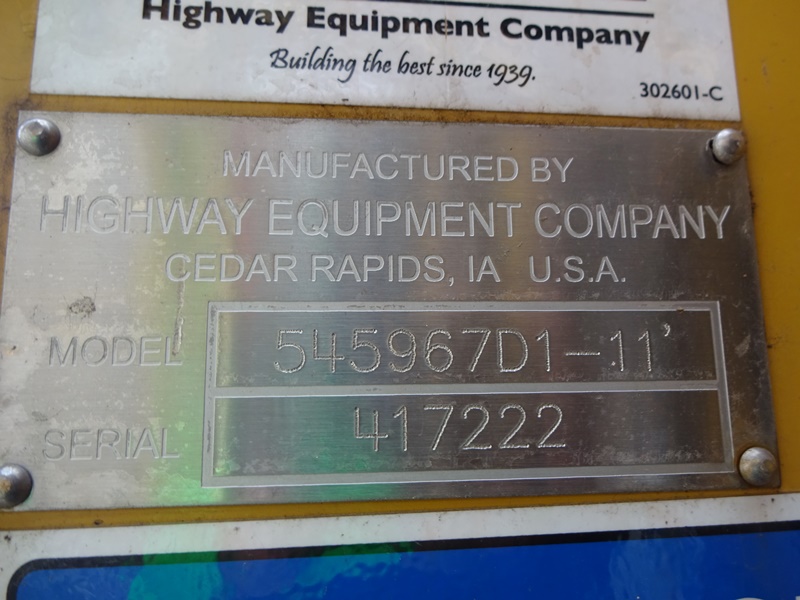 Highway Equipment Company
Building the best since 1939.
302601-C
MANUFACTURED BY
HIGHWAY EQUIPMENT COMPANY
CEDAR RAPIDS, IA U.S.A.
MODEL 545967D1-11'
SERIAL 417222